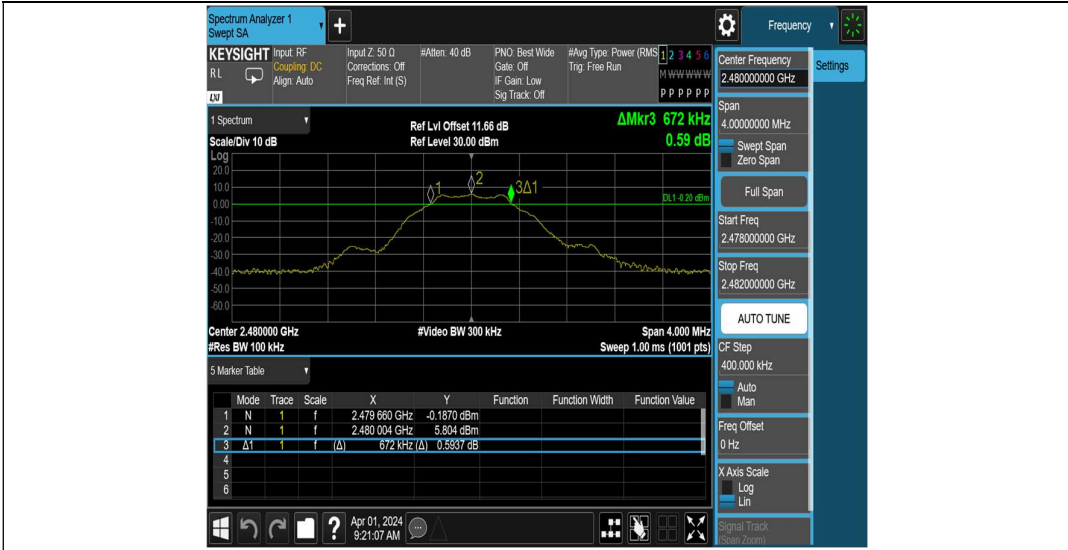 Spectrum Analyzer 1
Swept SA
+
Frequency
KEYSIGHT
RL
LXI
Input: RF
Coupling: DC
Align: Auto
Input Z: 50 Ω
Corrections: Off
Freq Ref: Int (S)
#Atten: 40 dB
PNO: Best Wide
Gate: Off
IF Gain: Low
Sig Track: Off
#Avg Type: Power (RMS
Trig: Free Run
1 2 3 4 5 6
M W W W W W
P P P P P P
Center Frequency
2.480000000 GHz
Settings
1 Spectrum
Scale/Div 10 dB
Ref Lvl Offset 11.66 dB
Ref Level 30.00 dBm
ΔMkr3 672 kHz
0.59 dB
Log
20.0
10.0
0.00
-10.0
-20.0
-30.0
-40.0
-50.0
-60.0
1
2
3Δ1
DL1 -0.20 dBm
Center 2.480000 GHz
#Res BW 100 kHz
#Video BW 300 kHz
Span 4.000 MHz
Sweep 1.00 ms (1001 pts)
Span
4.00000000 MHz
Swept Span
Zero Span
Full Span
Start Freq
2.478000000 GHz
Stop Freq
2.482000000 GHz
AUTO TUNE
CF Step
400.000 kHz
Auto
Man
Freq Offset
0 Hz
X Axis Scale
Log
Lin
Signal Track
(Span Zoom)
5 Marker Table
Mode Trace Scale X Y Function Function Width Function Value
1 N 1 f 2.479 660 GHz -0.1870 dBm
2 N 1 f 2.480 004 GHz 5.804 dBm
3 Δ1 1 f (Δ) 672 kHz (Δ) 0.5937 dB
4
5
6
?
Apr 01, 2024
9:21:07 AM